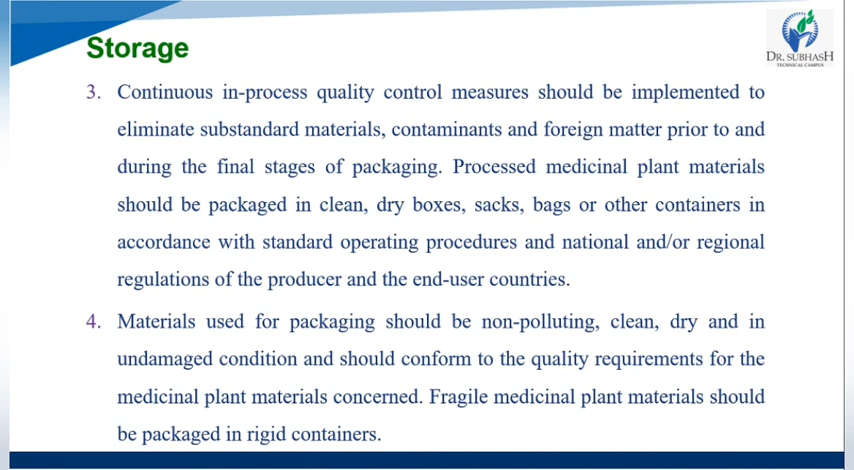 Storage
DR. SUBHASH
TECHNICAL CAMPUS
3. Continuous in-process quality control measures should be implemented to
eliminate substandard materials, contaminants and foreign matter prior to and
during the final stages of packaging. Processed medicinal plant materials
should be packaged in clean, dry boxes, sacks, bags or other containers in
accordance with standard operating procedures and national and/or regional
regulations of the producer and the end-user countries.
4. Materials used for packaging should be non-polluting, clean, dry and in
undamaged condition and should conform to the quality requirements for the
medicinal plant materials concerned. Fragile medicinal plant materials should
be packaged in rigid containers.